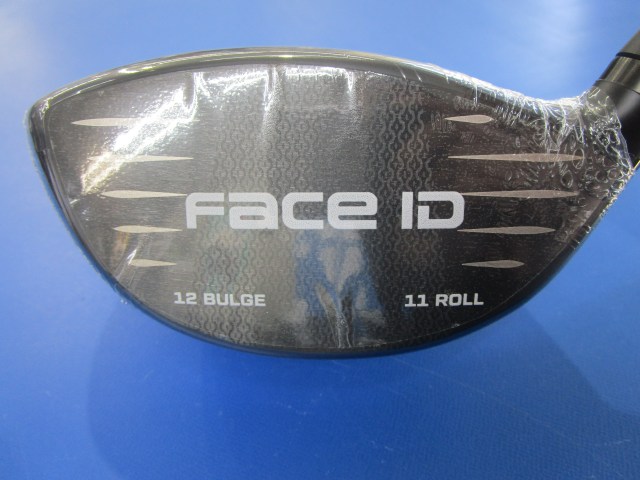 FACE ID
12 BULGE
11 ROLL